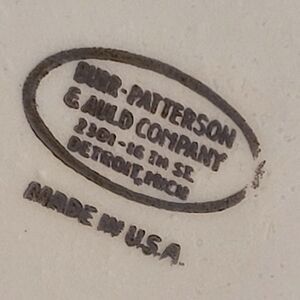 BURR-PATTERSON
& AULD COMPANY
2301-16 TH ST.
DETROIT, MICH
MADE IN U.S.A.